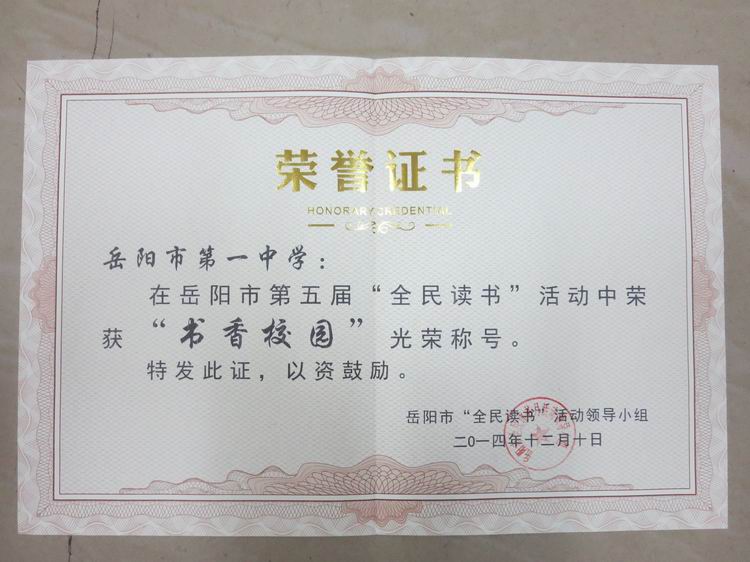 荣誉证书
HONORARY CREDENTIAL
岳阳市第一中学：
在岳阳市第五届“全民读书”活动中荣
获“书香校园”光荣称号。
特发此证，以资鼓励。
岳阳市“全民读书”活动领导小组
二0一四年十二月十日